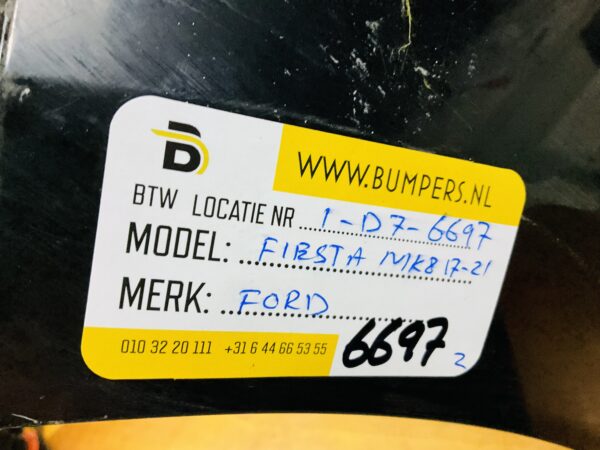 D
WWW.BUMPERS.NL
BTW LOCATIE NR 1-D7-6697
MODEL: FIESTA MK8 17-21
MERK: FORD
010 32 20 111 +31 6 44 66 53 55 6697 2